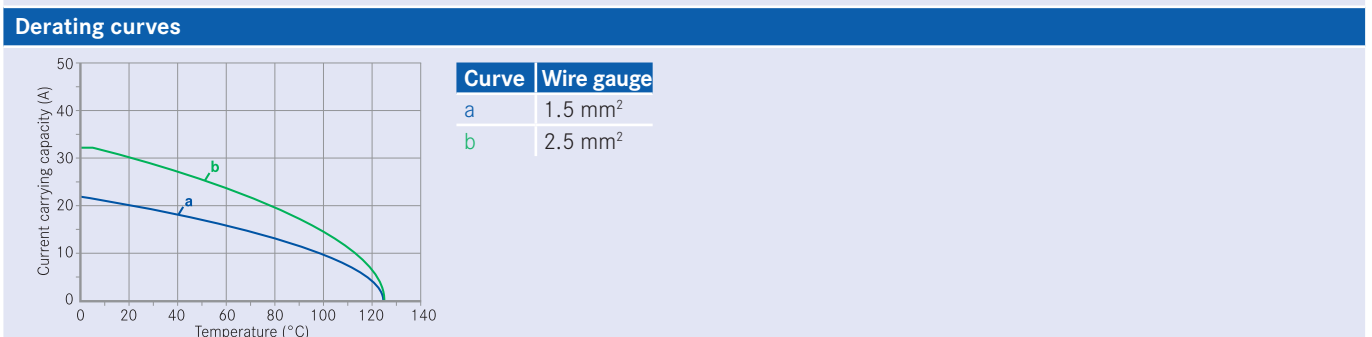 Derating curves
Current carrying capacity (A)
50
40
30
20
10
0
b
a
0 20 40 60 80 100 120 140
Temperature (°C)
Curve Wire gauge
a 1.5 mm²
b 2.5 mm²